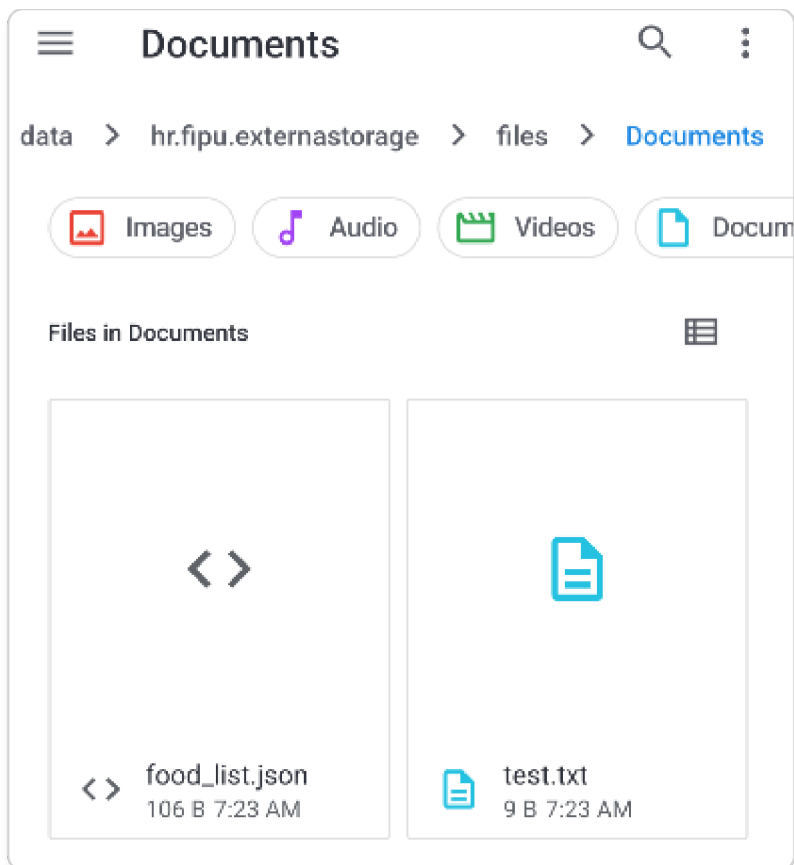 Documents
data > hr.fipu.externastorage > files > Documents
Images Audio Videos Docum
Files in Documents
food_list.json test.txt
106 B 7:23 AM 9 B 7:23 AM